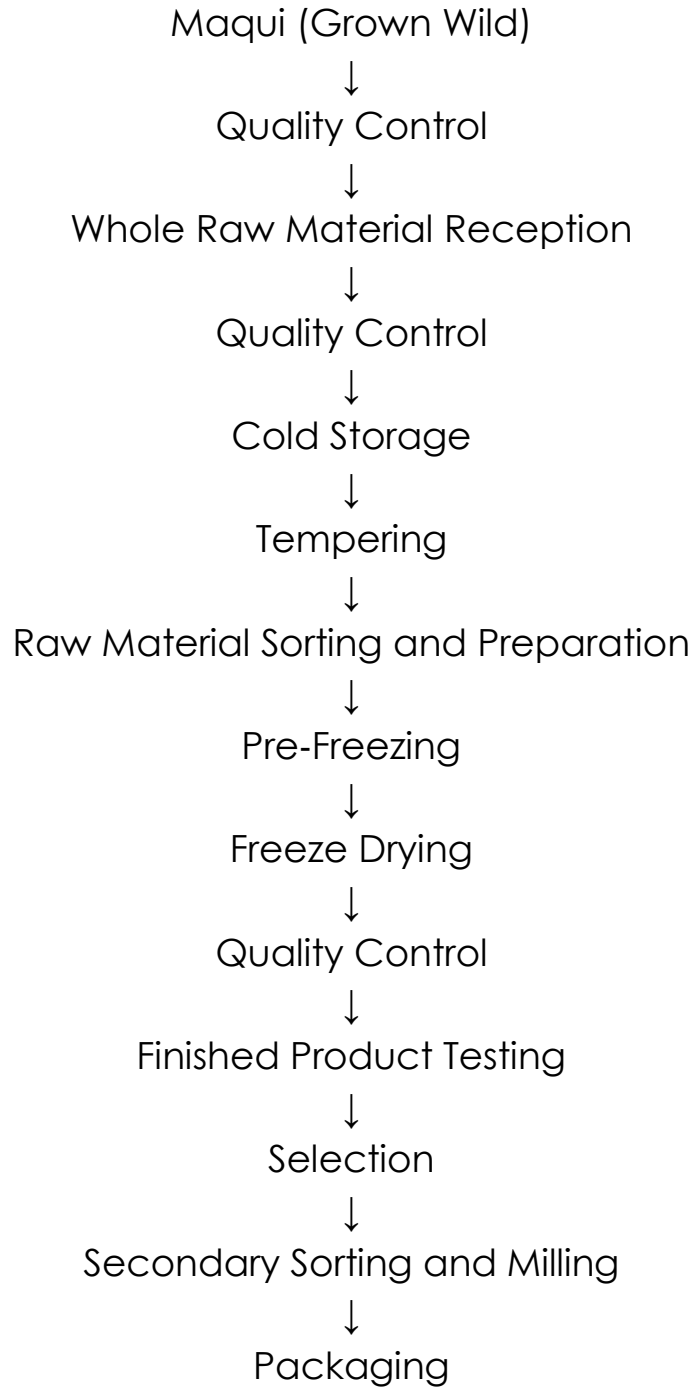 Maqui (Grown Wild)
↓
Quality Control
↓
Whole Raw Material Reception
↓
Quality Control
↓
Cold Storage
↓
Tempering
↓
Raw Material Sorting and Preparation
↓
Pre-Freezing
↓
Freeze Drying
↓
Quality Control
↓
Finished Product Testing
↓
Selection
↓
Secondary Sorting and Milling
↓
Packaging